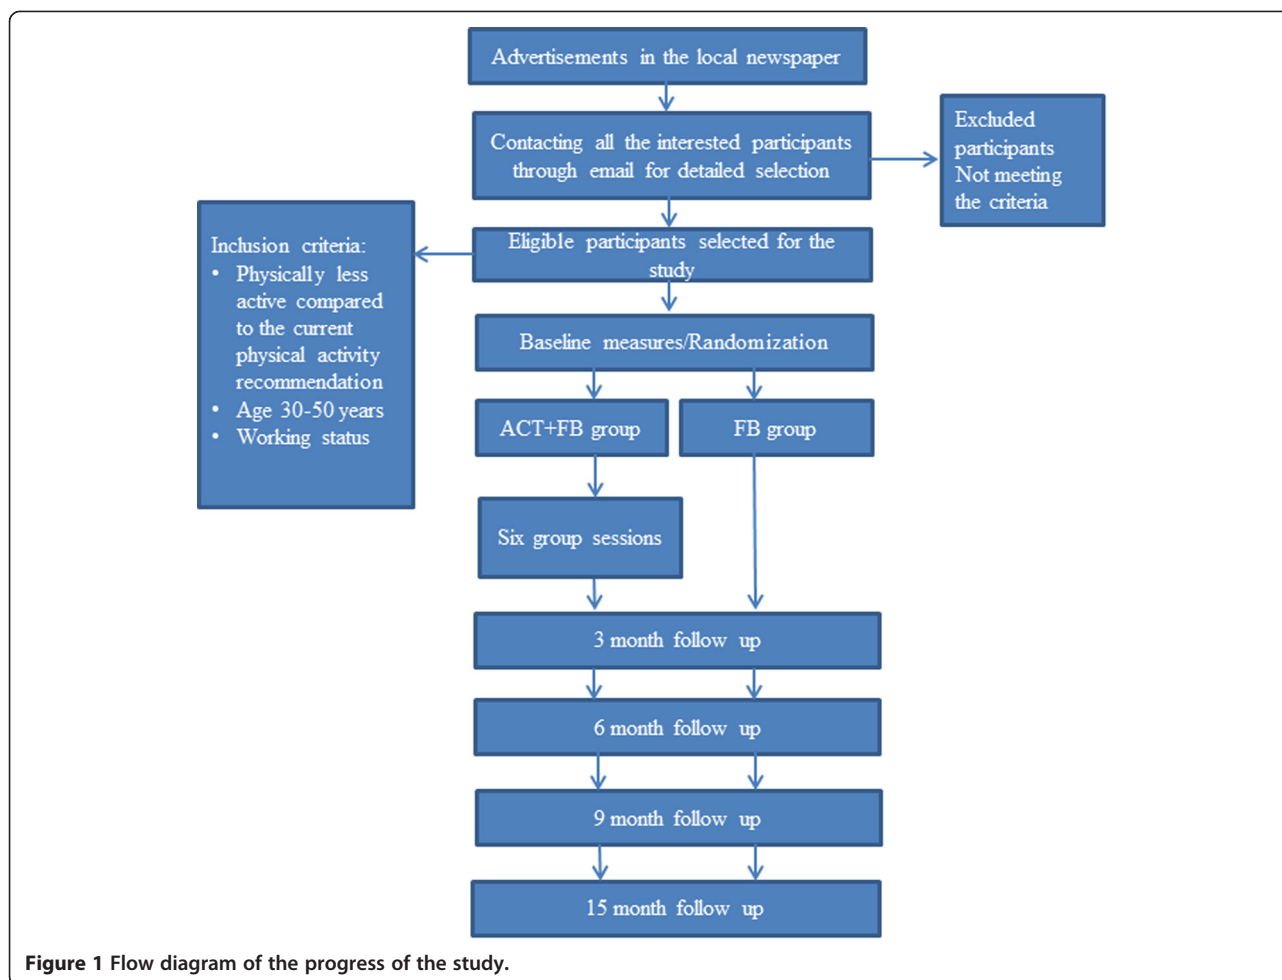 Advertisements in the local newspaper
Contacting all the interested participants
through email for detailed selection
Excluded
participants
Not meeting
the criteria
Eligible participants selected for the
study
Inclusion criteria:
• Physically less
active compared
to the current
physical activity
recommendation
• Age 30-50 years
• Working status
Baseline measures/Randomization
ACT+FB group
FB group
Six group sessions
3 month follow up
6 month follow up
9 month follow up
15 month follow up
Figure 1 Flow diagram of the progress of the study.